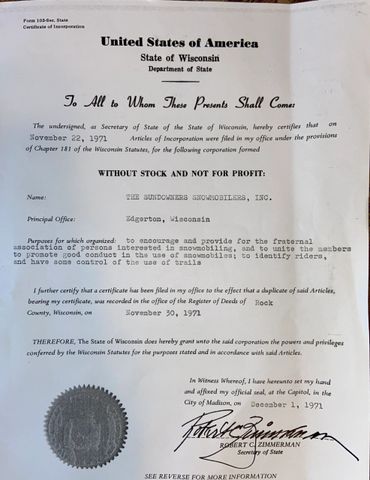 Form 102-Sec. State
Certificate of Incorporation
United States of America
State of Wisconsin
Department of State
To All to Whom These Presents Shall Come:
The undersigned, as Secretary of State of the State of Wisconsin, hereby certifies that on
November 22, 1971 Articles of Incorporation were filed in my office under the provisions
of Chapter 181 of the Wisconsin Statutes, for the following corporation formed
WITHOUT STOCK AND NOT FOR PROFIT:
Name: THE SUNDOWNERS SNOWMOBILERS, INC.
Principal Office: Edgerton, Wisconsin
Purposes for which organized: to encourage and provide for the fraternal
association of persons interested in snowmobiling, and to unite the members
to promote good conduct in the use of snowmobiles; to identify riders,
and have some control of the use of trails
I further certify that a certificate has been filed in my office to the effect that a duplicate of said Articles,
bearing my certificate, was recorded in the office of the Register of Deeds of Rock
County, Wisconsin, on November 30, 1971
THEREFORE, The State of Wisconsin does hereby grant unto the said corporation the powers and privileges
conferred by the Wisconsin Statutes for the purposes stated and in accordance with said Articles.
In Witness Whereof, I have hereunto set my hand
and affixed my official seal, at the Capitol, in the
City of Madison, on December 1, 1971
Robert C. Zimmerman
ROBERT C. ZIMMERMAN
Secretary of State
SEE REVERSE FOR MORE INFORMATION